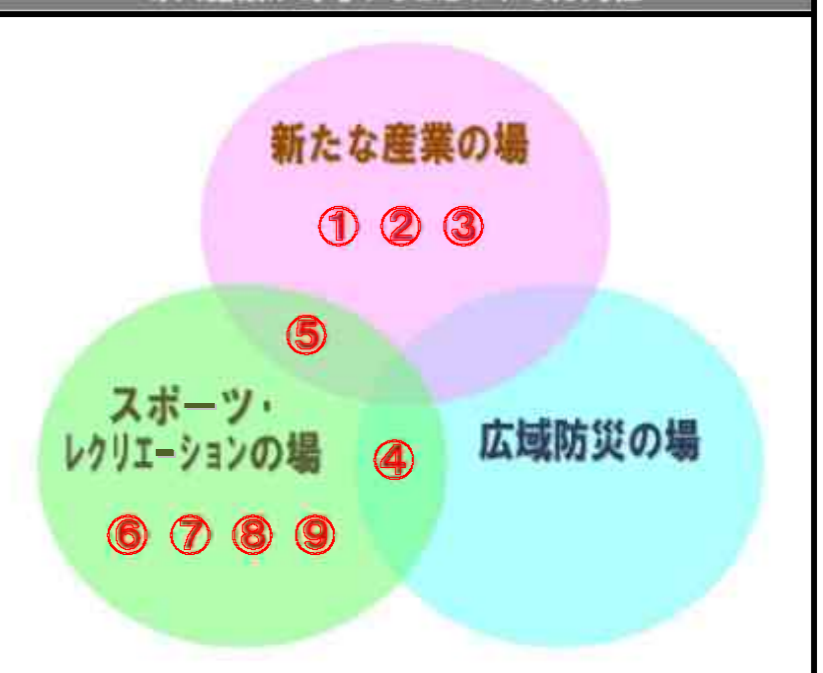 新たな産業の場
① ② ③
⑤
スポーツ・
レクリエーションの場
④
広域防災の場
⑥ ⑦ ⑧ ⑨